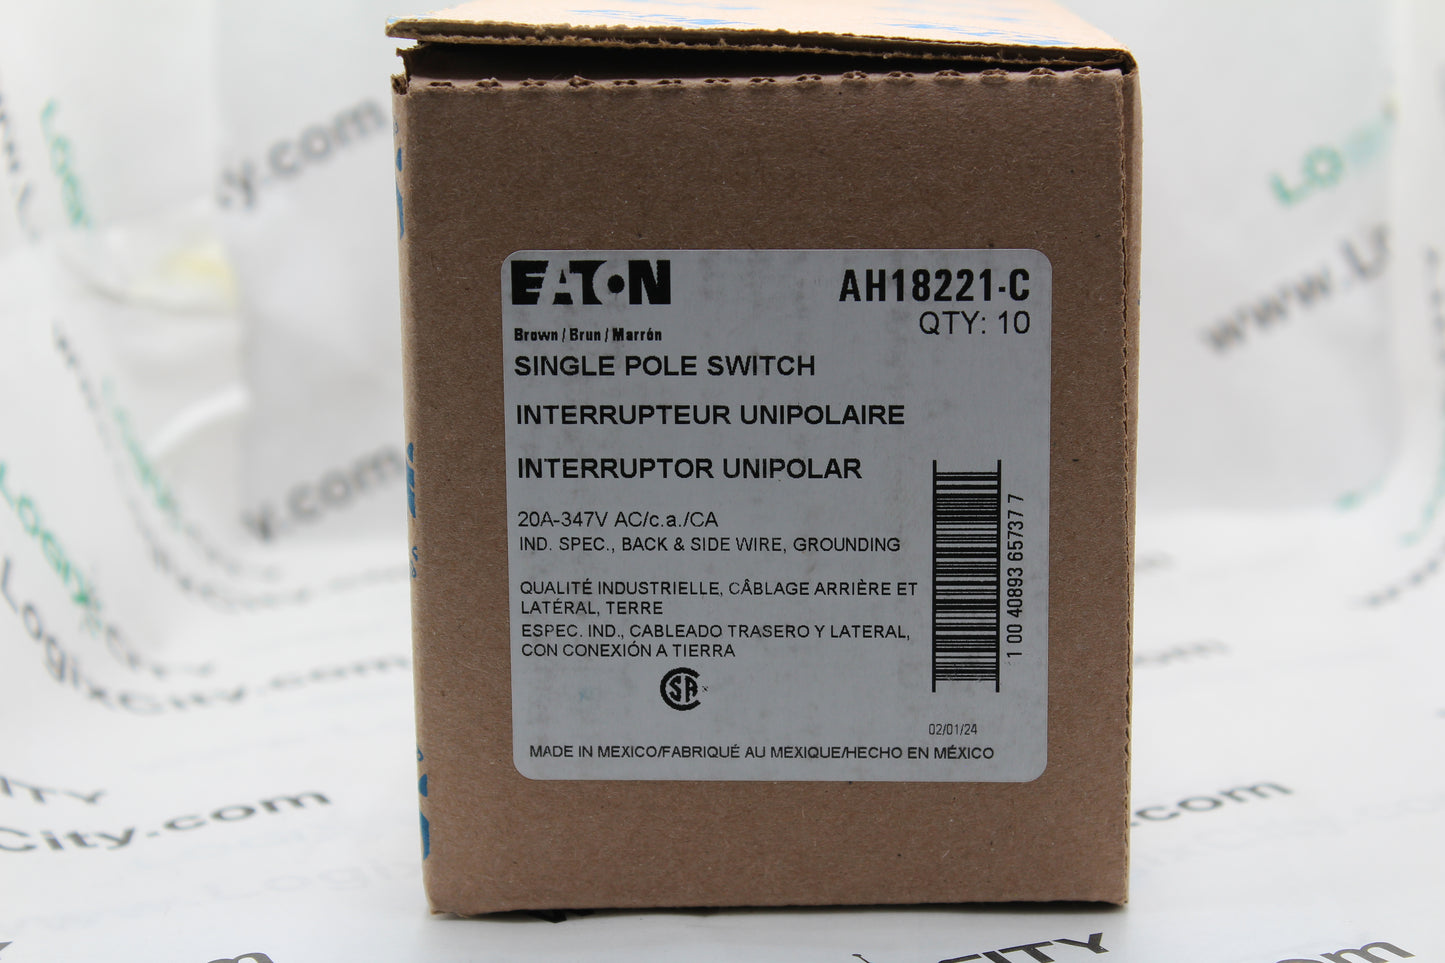 EATON
AH18221-C
QTY: 10
Brown / Brun / Marrón
SINGLE POLE SWITCH
INTERRUPTEUR UNIPOLAIRE
INTERRUPTOR UNIPOLAR
20A-347V AC/c.a./CA
IND. SPEC., BACK & SIDE WIRE, GROUNDING
QUALITÉ INDUSTRIELLE, CÂBLAGE ARRIÈRE ET
LATÉRAL, TERRE
ESPEC. IND., CABLEADO TRASERO Y LATERAL,
CON CONEXIÓN A TIERRA
1 00 40893 65737 7
02/01/24
MADE IN MEXICO/FABRIQUÉ AU MEXIQUE/HECHO EN MÉXICO